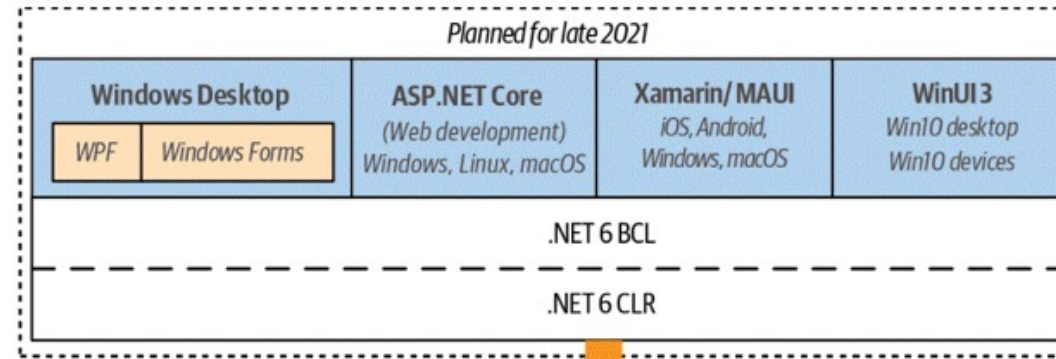 Planned for late 2021
Windows Desktop
WPF
Windows Forms
ASP.NET Core
(Web development)
Windows, Linux, macOS
Xamarin/ MAUI
iOS, Android,
Windows, macOS
WinUI 3
Win10 desktop
Win10 devices
.NET 6 BCL
.NET 6 CLR